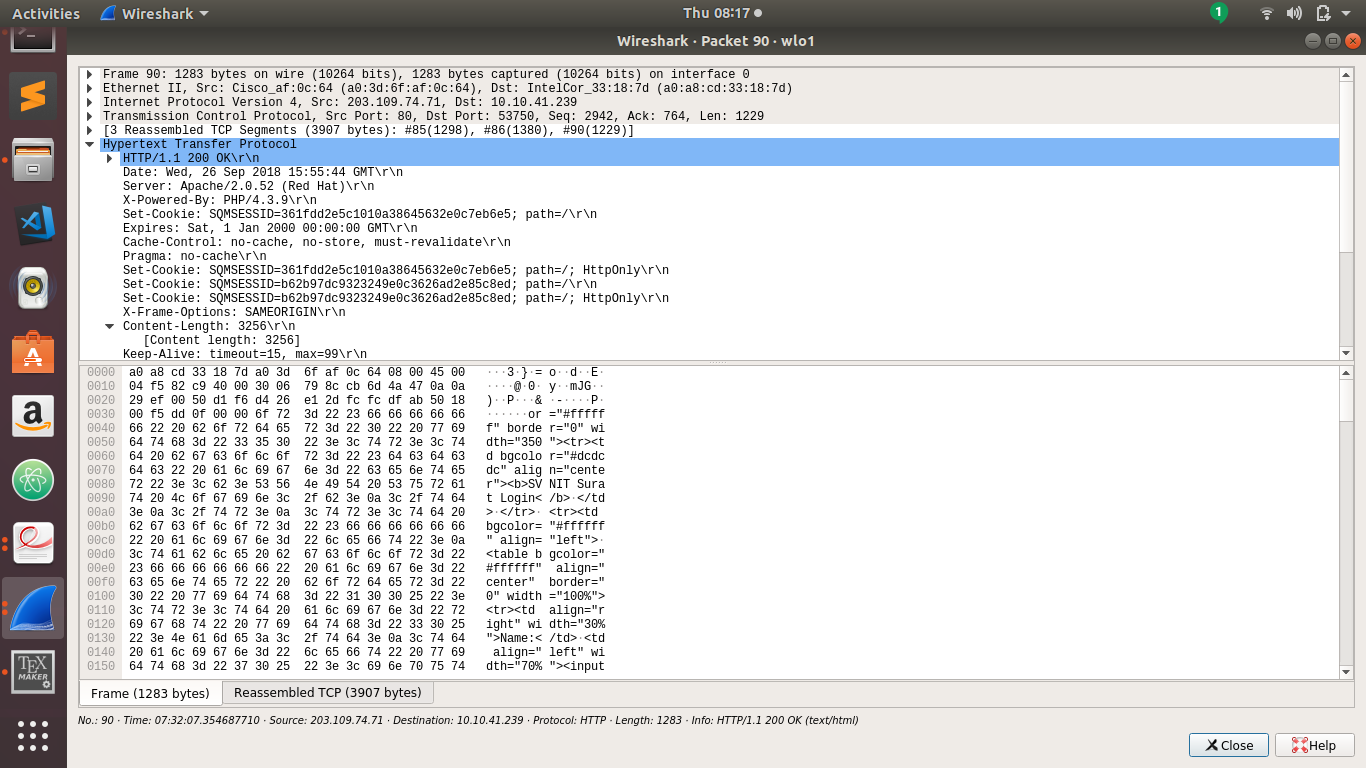 Activities Wireshark Thu 08:17 1
Wireshark · Packet 90 · wlo1
Frame 90: 1283 bytes on wire (10264 bits), 1283 bytes captured (10264 bits) on interface 0
Ethernet II, Src: Cisco_af:0c:64 (a0:3d:6f:af:0c:64), Dst: IntelCor_33:18:7d (a0:a8:cd:33:18:7d)
Internet Protocol Version 4, Src: 203.109.74.71, Dst: 10.10.41.239
Transmission Control Protocol, Src Port: 80, Dst Port: 53750, Seq: 2942, Ack: 764, Len: 1229
[3 Reassembled TCP Segments (3907 bytes): #85(1298), #86(1380), #90(1229)]
Hypertext Transfer Protocol
HTTP/1.1 200 OK\r\n
Date: Wed, 26 Sep 2018 15:55:44 GMT\r\n
Server: Apache/2.0.52 (Red Hat)\r\n
X-Powered-By: PHP/4.3.9\r\n
Set-Cookie: SQMSESSID=361fdd2e5c1010a38645632e0c7eb6e5; path=/\r\n
Expires: Sat, 1 Jan 2000 00:00:00 GMT\r\n
Cache-Control: no-cache, no-store, must-revalidate\r\n
Pragma: no-cache\r\n
Set-Cookie: SQMSESSID=361fdd2e5c1010a38645632e0c7eb6e5; path=/; HttpOnly\r\n
Set-Cookie: SQMSESSID=b62b97dc9323249e0c3626ad2e85c8ed; path=/\r\n
Set-Cookie: SQMSESSID=b62b97dc9323249e0c3626ad2e85c8ed; path=/; HttpOnly\r\n
X-Frame-Options: SAMEORIGIN\r\n
Content-Length: 3256\r\n
[Content length: 3256]
Keep-Alive: timeout=15, max=99\r\n
0000 a0 a8 cd 33 18 7d a0 3d 6f af 0c 64 08 00 45 00 ···3·}·= o··d··E·
0010 04 f5 82 c9 40 00 30 06 79 8c cb 6d 4a 47 0a 0a ····@·0· y··mJG··
0020 29 ef 00 50 d1 f6 d4 26 e1 2d fc fc df ab 50 18 )··P···& ·-····P·
0030 00 f5 dd 0f 00 00 6f 72 3d 22 23 66 66 66 66 66 ······or ="#fffff
0040 66 22 20 62 6f 72 64 65 72 3d 22 30 22 20 77 69 f" borde r="0" wi
0050 64 74 68 3d 22 33 35 30 22 3e 3c 74 72 3e 3c 74 dth="350 "><tr><t
0060 64 20 62 67 63 6f 6c 6f 72 3d 22 23 64 63 64 63 d bgcolo r="#dcdc
0070 64 63 22 20 61 6c 69 67 6e 3d 22 63 65 6e 74 65 dc" alig n="cente
0080 72 22 3e 3c 62 3e 53 56 4e 49 54 20 53 75 72 61 r"><b>SV NIT Sura
0090 74 20 4c 6f 67 69 6e 3c 2f 62 3e 0a 3c 2f 74 64 t Login< /b>·</td
00a0 3e 0a 3c 2f 74 72 3e 0a 3c 74 72 3e 3c 74 64 20 >·</tr>· <tr><td
00b0 62 67 63 6f 6c 6f 72 3d 22 23 66 66 66 66 66 66 bgcolor= "#ffffff
00c0 22 20 61 6c 69 67 6e 3d 22 6c 65 66 74 22 3e 0a " align= "left">·
00d0 3c 74 61 62 6c 65 20 62 67 63 6f 6c 6f 72 3d 22 <table b gcolor="
00e0 23 66 66 66 66 66 66 22 20 61 6c 69 67 6e 3d 22 #ffffff" align="
00f0 63 65 6e 74 65 72 22 20 62 6f 72 64 65 72 3d 22 center" border="
0100 30 22 20 77 69 64 74 68 3d 22 31 30 30 25 22 3e 0" width ="100%">
0110 3c 74 72 3e 3c 74 64 20 61 6c 69 67 6e 3d 22 72 <tr><td align="r
0120 69 67 68 74 22 20 77 69 64 74 68 3d 22 33 30 25 ight" wi dth="30%
0130 22 3e 4e 61 6d 65 3a 3c 2f 74 64 3e 0a 3c 74 64 ">Name:< /td>·<td
0140 20 61 6c 69 67 6e 3d 22 6c 65 66 74 22 20 77 69 align=" left" wi
0150 64 74 68 3d 22 37 30 25 22 3e 3c 69 6e 70 75 74 dth="70% "><input
Frame (1283 bytes) Reassembled TCP (3907 bytes)
No.: 90 · Time: 07:32:07.354687710 · Source: 203.109.74.71 · Destination: 10.10.41.239 · Protocol: HTTP · Length: 1283 · Info: HTTP/1.1 200 OK (text/html)
Close Help
TEX
MAKER